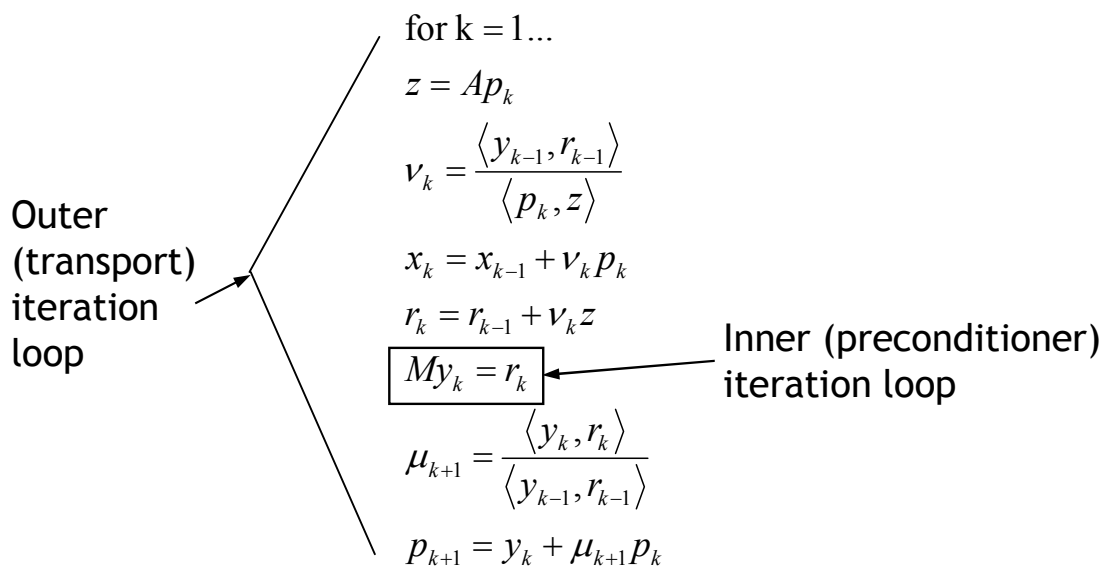 for k = 1...
z = Ap_k
ν_k = ⟨y_{k−1}, r_{k−1}⟩ / ⟨p_k, z⟩
x_k = x_{k−1} + ν_k p_k
r_k = r_{k−1} + ν_k z
My_k = r_k
μ_{k+1} = ⟨y_k, r_k⟩ / ⟨y_{k−1}, r_{k−1}⟩
p_{k+1} = y_k + μ_{k+1} p_k
Outer
(transport)
iteration
loop
Inner (preconditioner)
iteration loop